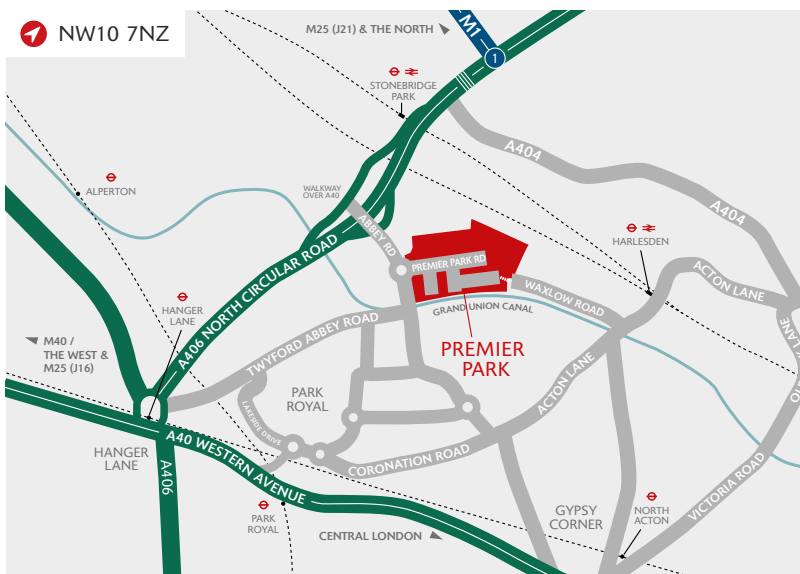 NW10 7NZ
M25 (J21) & THE NORTH
M1
1
STONEBRIDGE
PARK
A404
A404
ALPERTON
WALKWAY
OVER A40
ABBEY RD
HARLESDEN
PREMIER PARK RD
ACTON LANE
WAXLOW ROAD
GRAND UNION CANAL
HANGER
LANE
A406 NORTH CIRCULAR ROAD
TWYFORD ABBEY ROAD
M40 /
THE WEST &
M25 (J16)
PREMIER
PARK
LANE
PARK
ROYAL
ACTON LANE
LAKESIDE DRIVE
HANGER
LANE
A40 WESTERN AVENUE
CORONATION ROAD
A406
VICTORIA ROAD
PARK
ROYAL
GYPSY
CORNER
NORTH
ACTON
CENTRAL LONDON